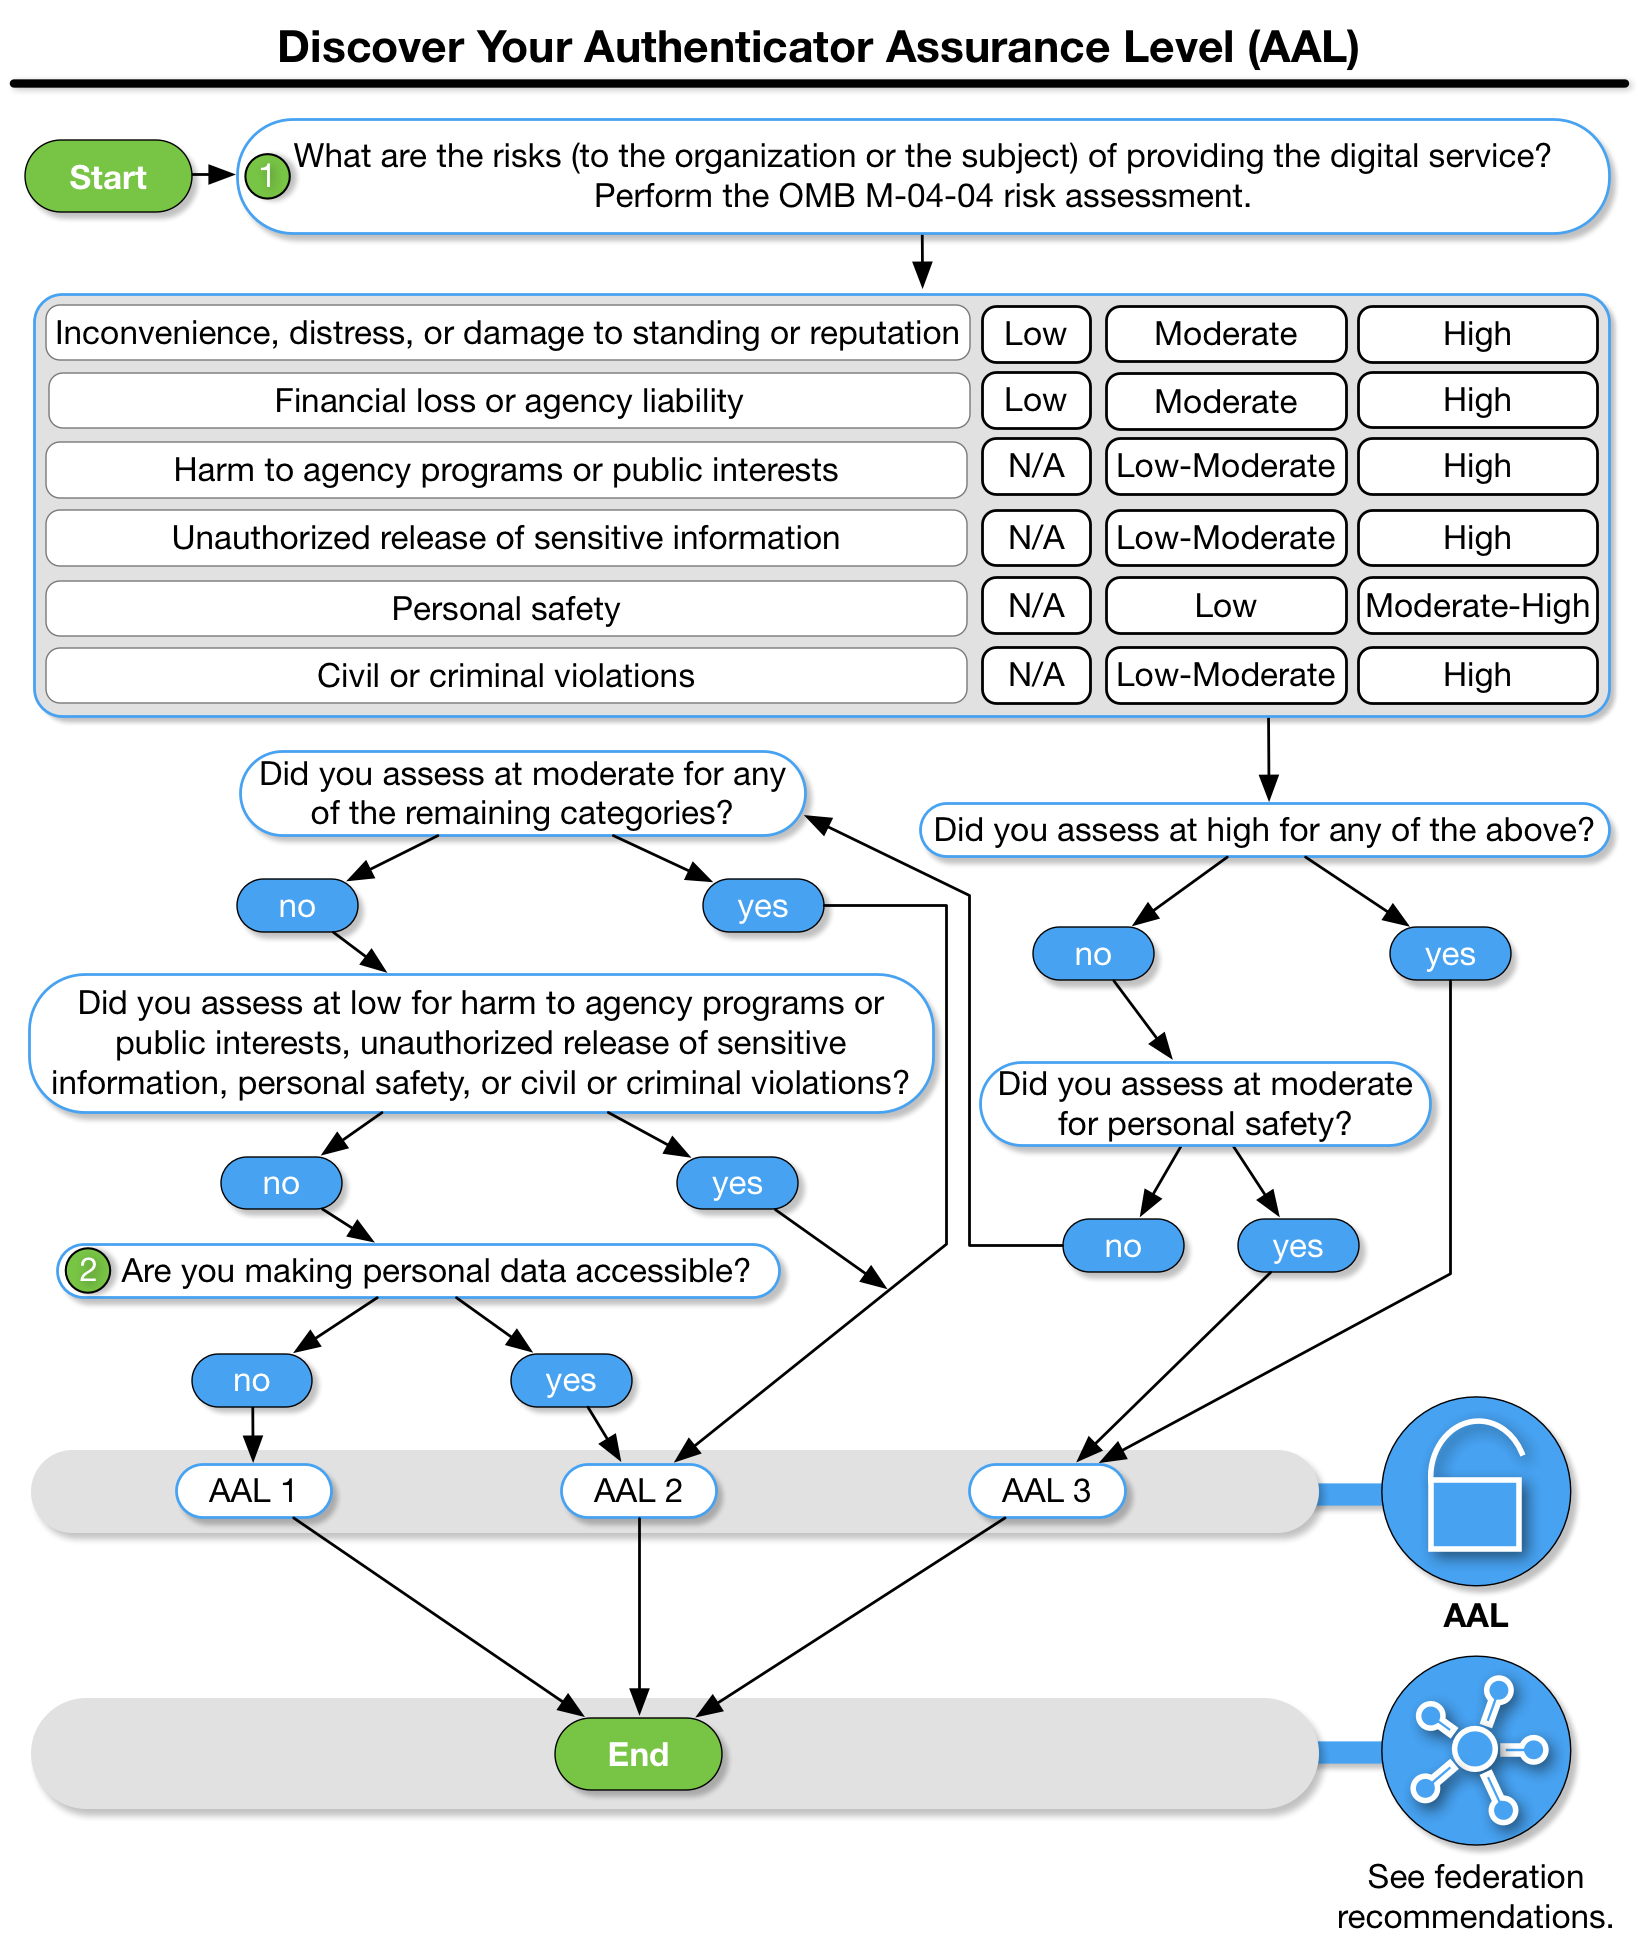 Discover Your Authenticator Assurance Level (AAL)
Start
1
What are the risks (to the organization or the subject) of providing the digital service?
Perform the OMB M-04-04 risk assessment.
Inconvenience, distress, or damage to standing or reputation Low Moderate High
Financial loss or agency liability Low Moderate High
Harm to agency programs or public interests N/A Low-Moderate High
Unauthorized release of sensitive information N/A Low-Moderate High
Personal safety N/A Low Moderate-High
Civil or criminal violations N/A Low-Moderate High
Did you assess at high for any of the above?
no yes
Did you assess at moderate
for personal safety?
no yes
Did you assess at moderate for any
of the remaining categories?
no yes
Did you assess at low for harm to agency programs or
public interests, unauthorized release of sensitive
information, personal safety, or civil or criminal violations?
no yes
2 Are you making personal data accessible?
no yes
AAL 1 AAL 2 AAL 3
AAL
End
See federation
recommendations.